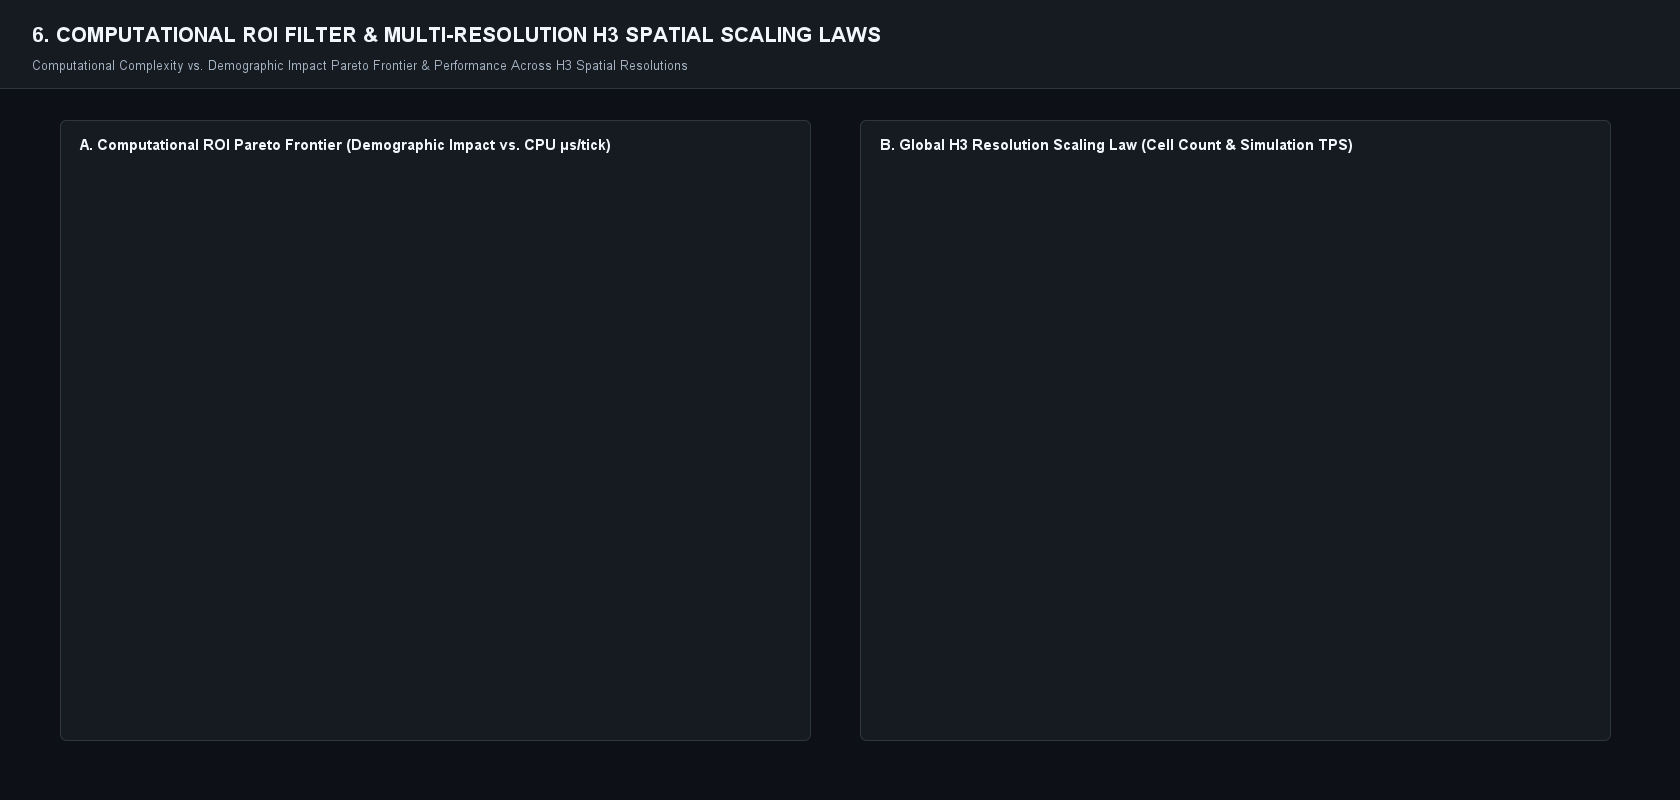 6. COMPUTATIONAL ROI FILTER & MULTI-RESOLUTION H3 SPATIAL SCALING LAWS
Computational Complexity vs. Demographic Impact Pareto Frontier & Performance Across H3 Spatial Resolutions
A. Computational ROI Pareto Frontier (Demographic Impact vs. CPU µs/tick)
B. Global H3 Resolution Scaling Law (Cell Count & Simulation TPS)